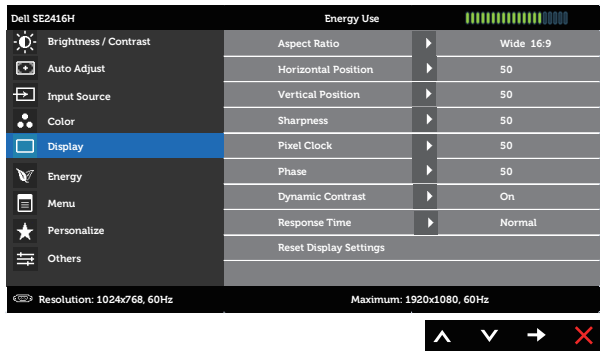 Dell SE2416H Energy Use
Brightness / Contrast Aspect Ratio Wide 16:9
Auto Adjust Horizontal Position 50
Input Source Vertical Position 50
Color Sharpness 50
Display Pixel Clock 50
Energy Phase 50
Menu Dynamic Contrast On
Personalize Response Time Normal
Others Reset Display Settings
Resolution: 1024x768, 60Hz Maximum: 1920x1080, 60Hz